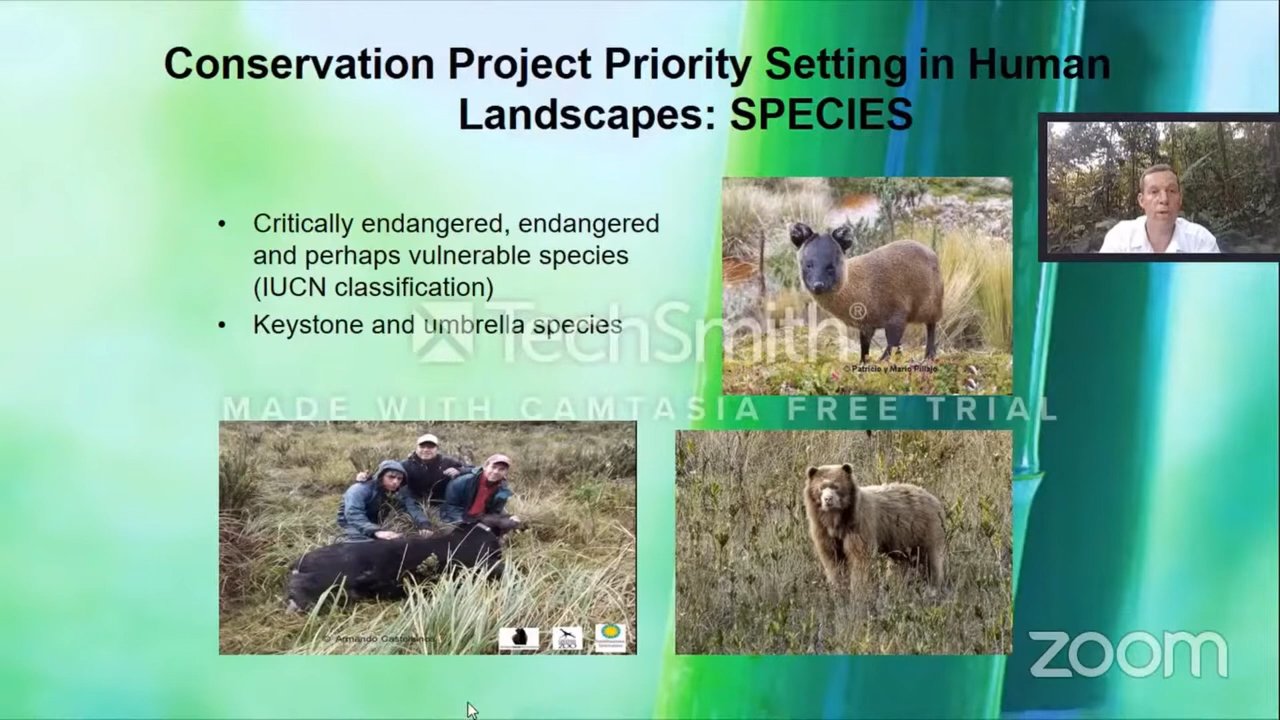 Conservation Project Priority Setting in Human
Landscapes: SPECIES
• Critically endangered, endangered
and perhaps vulnerable species
(IUCN classification)
• Keystone and umbrella species
TechSmith®
MADE WITH CAMTASIA FREE TRIAL
© Patricio y Mario Pillajo
© Armando Castellanos
ZOO
zoom